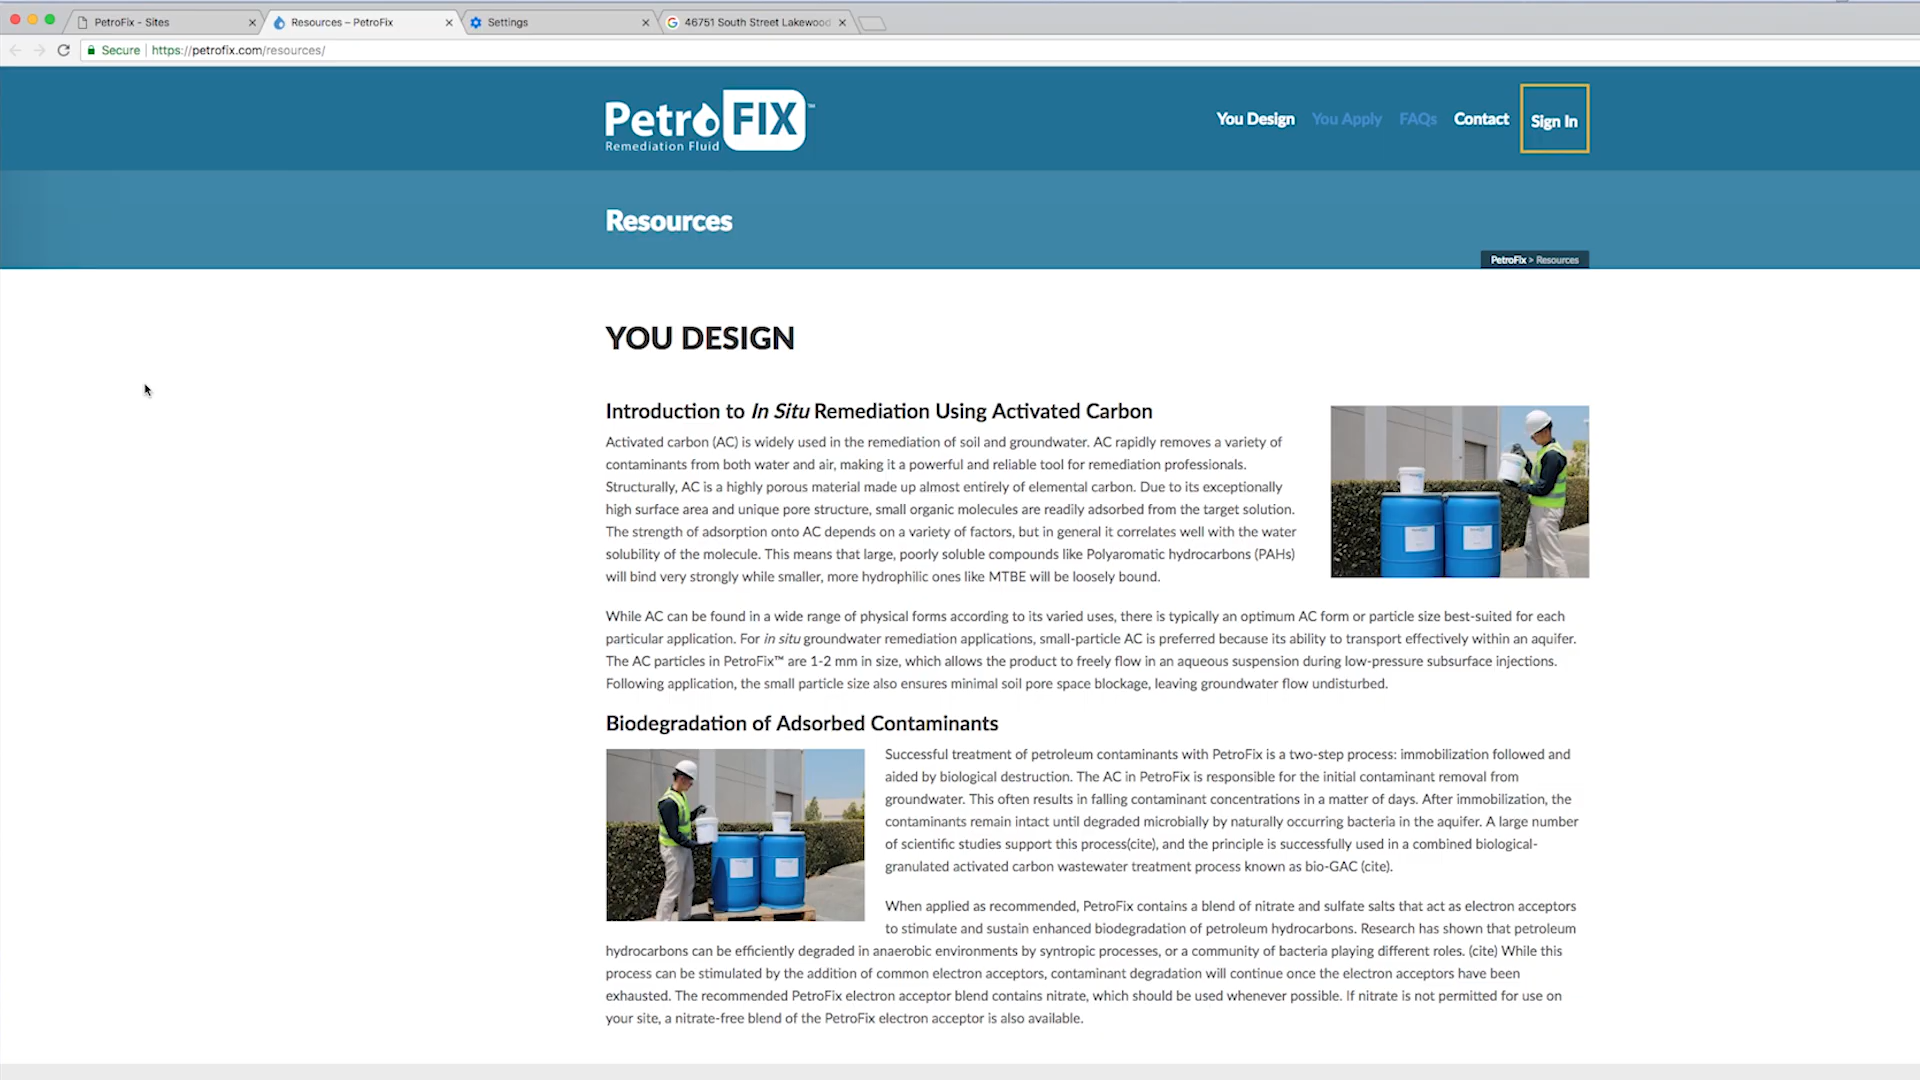 PetroFix - Sites
Resources – PetroFix
Settings
46751 South Street Lakewood
Secure
https://petrofix.com/resources/
PetroFIX™
Remediation Fluid
You Design
You Apply
FAQs
Contact
Sign In
Resources
PetroFix > Resources
YOU DESIGN
Introduction to In Situ Remediation Using Activated Carbon
Activated carbon (AC) is widely used in the remediation of soil and groundwater. AC rapidly removes a variety of
contaminants from both water and air, making it a powerful and reliable tool for remediation professionals.
Structurally, AC is a highly porous material made up almost entirely of elemental carbon. Due to its exceptionally
high surface area and unique pore structure, small organic molecules are readily adsorbed from the target solution.
The strength of adsorption onto AC depends on a variety of factors, but in general it correlates well with the water
solubility of the molecule. This means that large, poorly soluble compounds like Polyaromatic hydrocarbons (PAHs)
will bind very strongly while smaller, more hydrophilic ones like MTBE will be loosely bound.
While AC can be found in a wide range of physical forms according to its varied uses, there is typically an optimum AC form or particle size best-suited for each
particular application. For in situ groundwater remediation applications, small-particle AC is preferred because its ability to transport effectively within an aquifer.
The AC particles in PetroFix™ are 1-2 mm in size, which allows the product to freely flow in an aqueous suspension during low-pressure subsurface injections.
Following application, the small particle size also ensures minimal soil pore space blockage, leaving groundwater flow undisturbed.
Biodegradation of Adsorbed Contaminants
Successful treatment of petroleum contaminants with PetroFix is a two-step process: immobilization followed and
aided by biological destruction. The AC in PetroFix is responsible for the initial contaminant removal from
groundwater. This often results in falling contaminant concentrations in a matter of days. After immobilization, the
contaminants remain intact until degraded microbially by naturally occurring bacteria in the aquifer. A large number
of scientific studies support this process(cite), and the principle is successfully used in a combined biological-
granulated activated carbon wastewater treatment process known as bio-GAC (cite).
When applied as recommended, PetroFix contains a blend of nitrate and sulfate salts that act as electron acceptors
to stimulate and sustain enhanced biodegradation of petroleum hydrocarbons. Research has shown that petroleum
hydrocarbons can be efficiently degraded in anaerobic environments by syntropic processes, or a community of bacteria playing different roles. (cite) While this
process can be stimulated by the addition of common electron acceptors, contaminant degradation will continue once the electron acceptors have been
exhausted. The recommended PetroFix electron acceptor blend contains nitrate, which should be used whenever possible. If nitrate is not permitted for use on
your site, a nitrate-free blend of the PetroFix electron acceptor is also available.